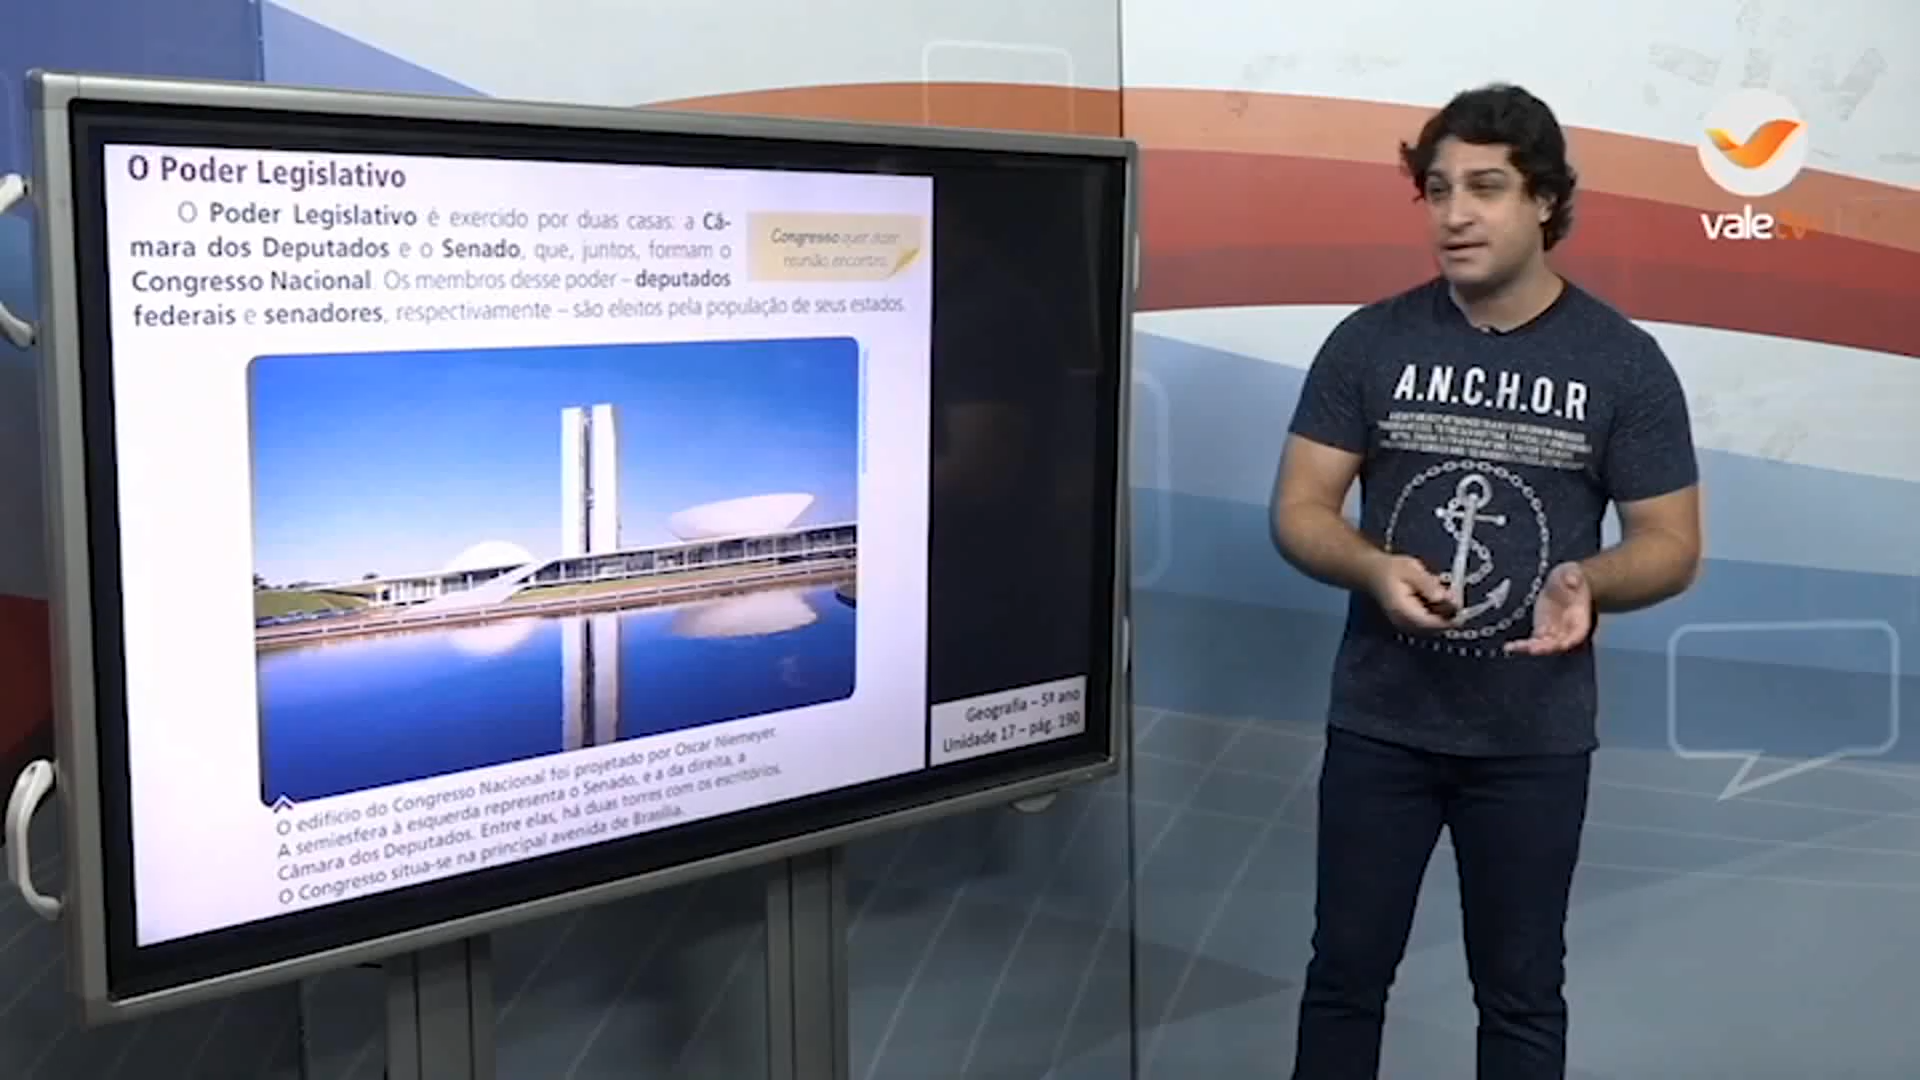 O Poder Legislativo
O Poder Legislativo é exercido por duas casas: a Câ-
mara dos Deputados e o Senado, que, juntos, formam o
Congresso Nacional. Os membros desse poder – deputados
federais e senadores, respectivamente – são eleitos pela população de seus estados.
Congresso quer dizer
reunião, encontro.
O edifício do Congresso Nacional foi projetado por Oscar Niemeyer.
A semiesfera à esquerda representa o Senado, e a da direita, a
Câmara dos Deputados. Entre elas, há duas torres com os escritórios.
O Congresso situa-se na principal avenida de Brasília.
Geografia – 5º ano
Unidade 17 – pág. 190
A.N.C.H.O.R
vale tv